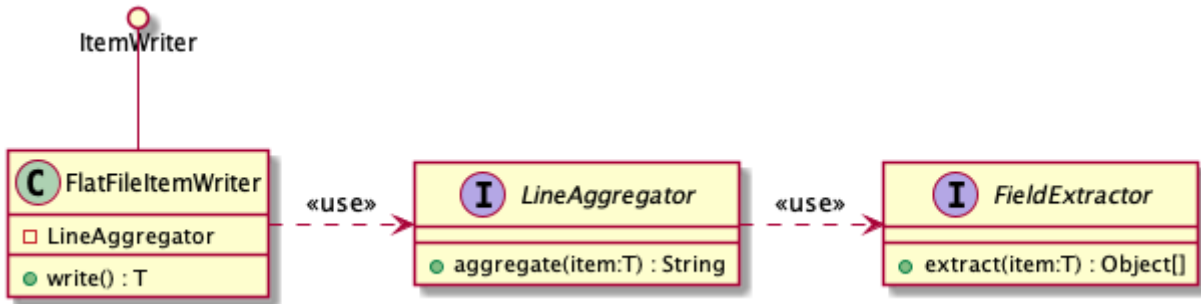 ItemWriter
C FlatFileItemWriter
LineAggregator
write() : T
«use»
I LineAggregator
aggregate(item:T) : String
«use»
I FieldExtractor
extract(item:T) : Object[]